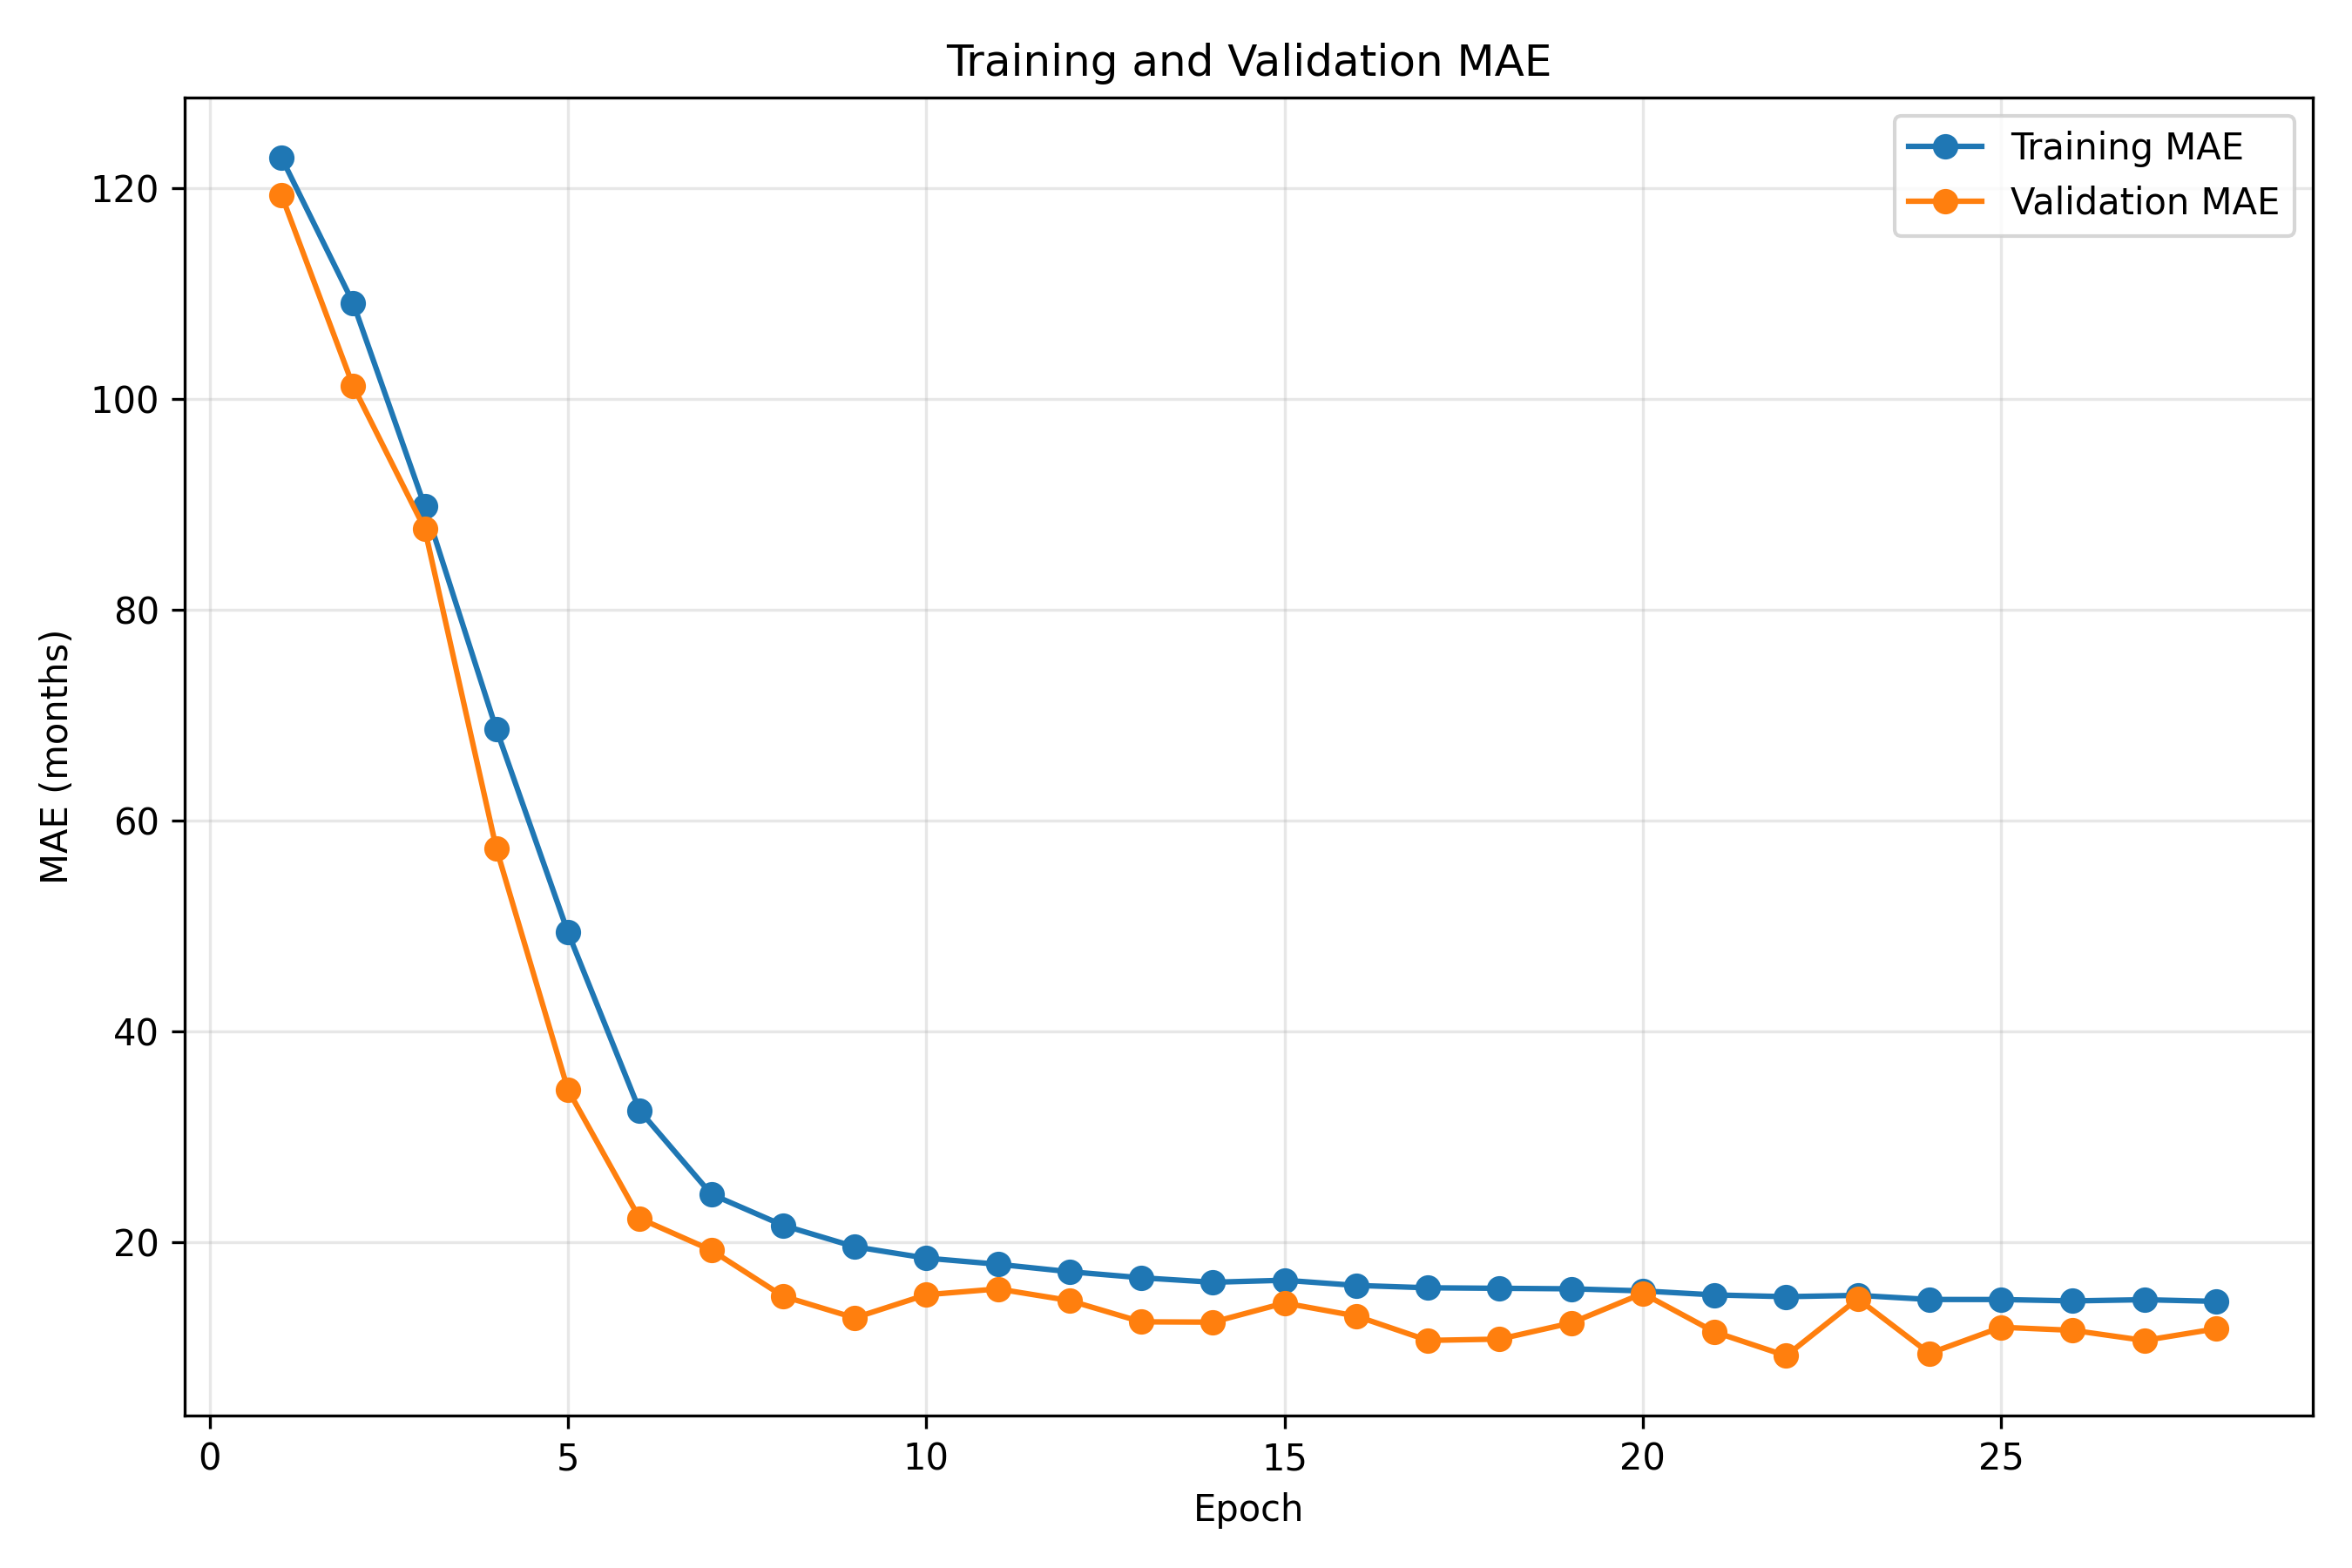 Training and Validation MAE
Training MAE
Validation MAE
120
100
80
60
40
20
MAE (months)
0 5 10 15 20 25
Epoch